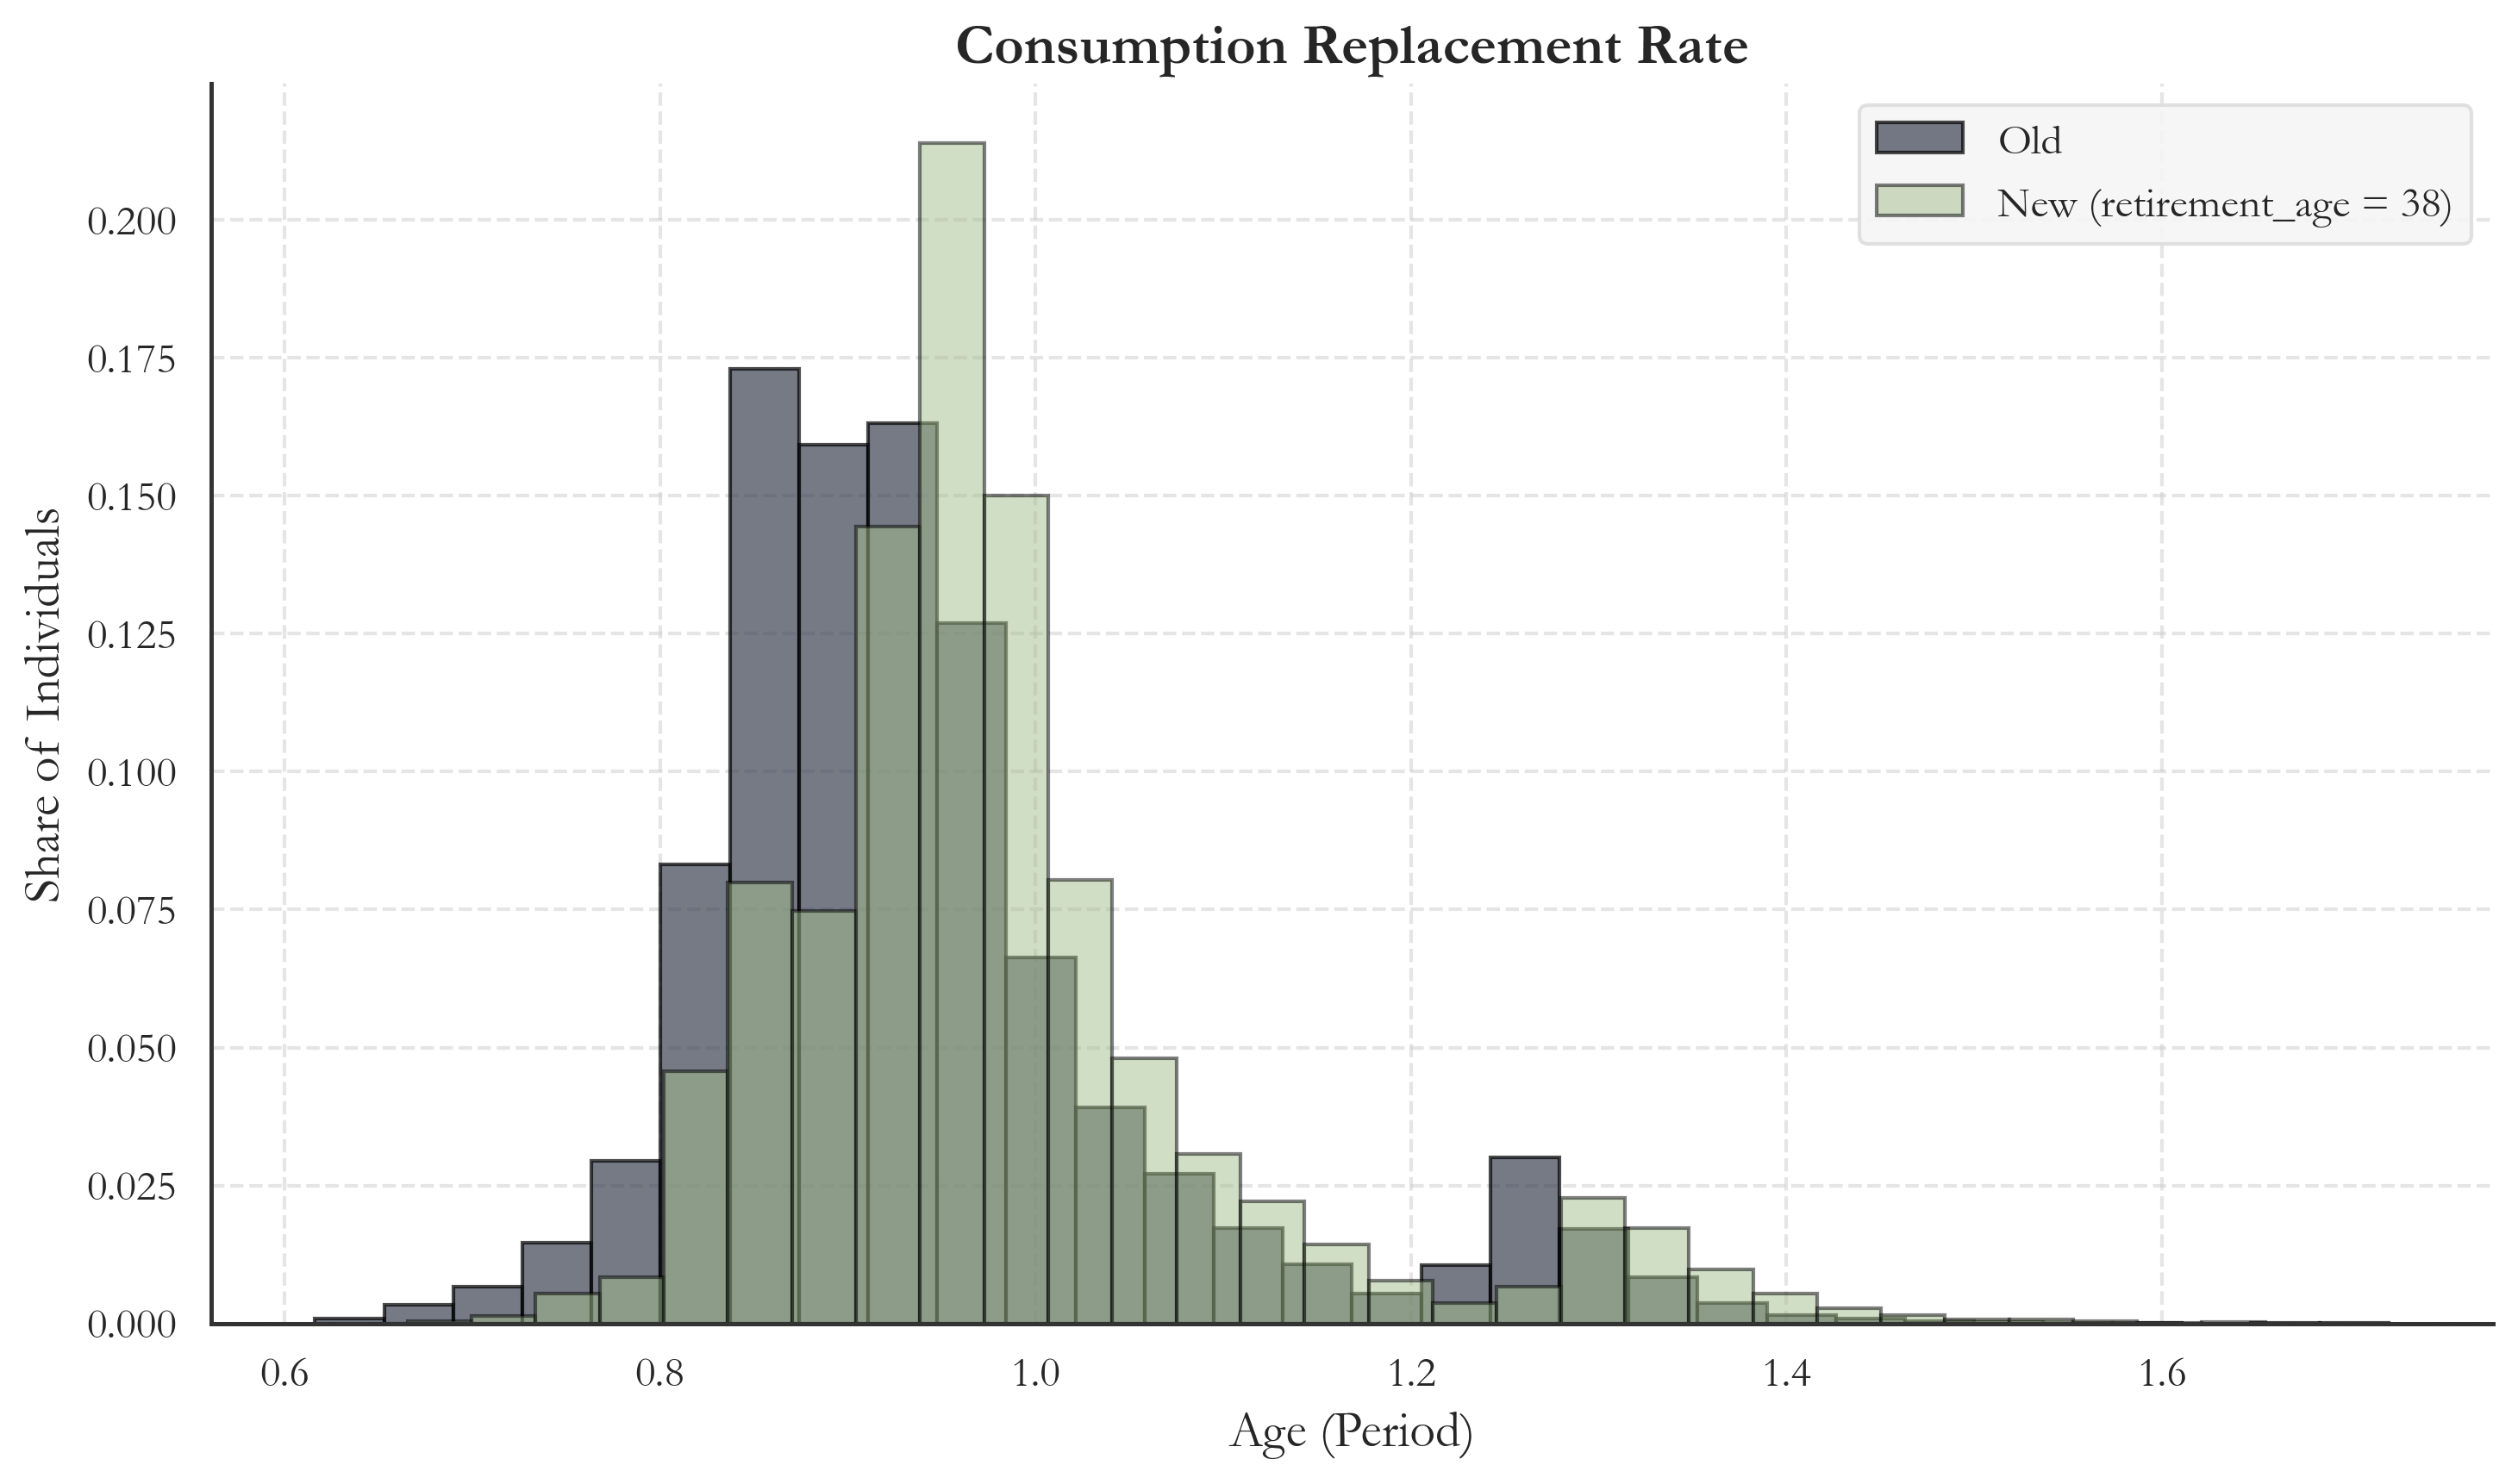 Consumption Replacement Rate
Old
New (retirement_age = 38)
Share of Individuals
0.200
0.175
0.150
0.125
0.100
0.075
0.050
0.025
0.000
0.6 0.8 1.0 1.2 1.4 1.6
Age (Period)